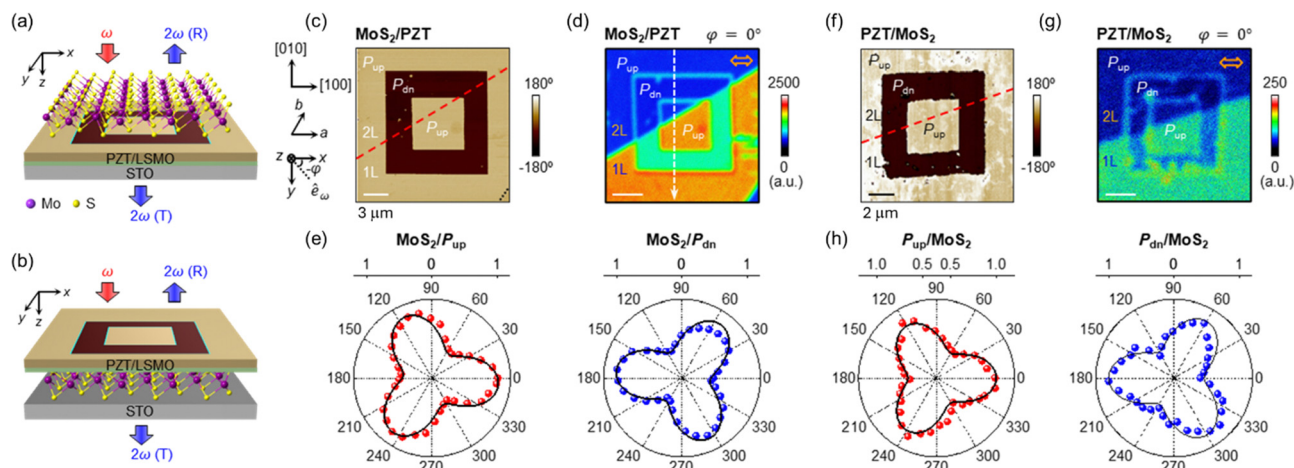 (a)
x
y
z
ω
2ω (R)
PZT/LSMO
STO
2ω (T)
Mo
S
(b)
x
y
z
ω
2ω (R)
PZT/LSMO
STO
2ω (T)
(c)
MoS2/PZT
[010]
[100]
b
a
z
x
φ
y
êω
Pup
Pdn
Pup
2L
1L
3 μm
180º
-180º
(d)
MoS2/PZT φ = 0°
Pup
Pdn
Pup
2L
1L
2500
0
(a.u.)
(f)
PZT/MoS2
Pup
Pdn
Pup
2L
1L
2 μm
180º
-180º
(g)
PZT/MoS2 φ = 0°
Pup
Pdn
Pup
2L
1L
250
0
(a.u.)
(e)
MoS2/Pup
1 0 1
90
120 60
150 30
180 0
210 330
240 300
270
MoS2/Pdn
1 0 1
90
120 60
150 30
180 0
210 330
240 300
270
(h)
Pup/MoS2
1.0 0.5 0.5 1.0
90
120 60
150 30
180 0
210 330
240 300
270
Pdn/MoS2
1 0 1
90
120 60
150 30
180 0
210 330
240 300
270